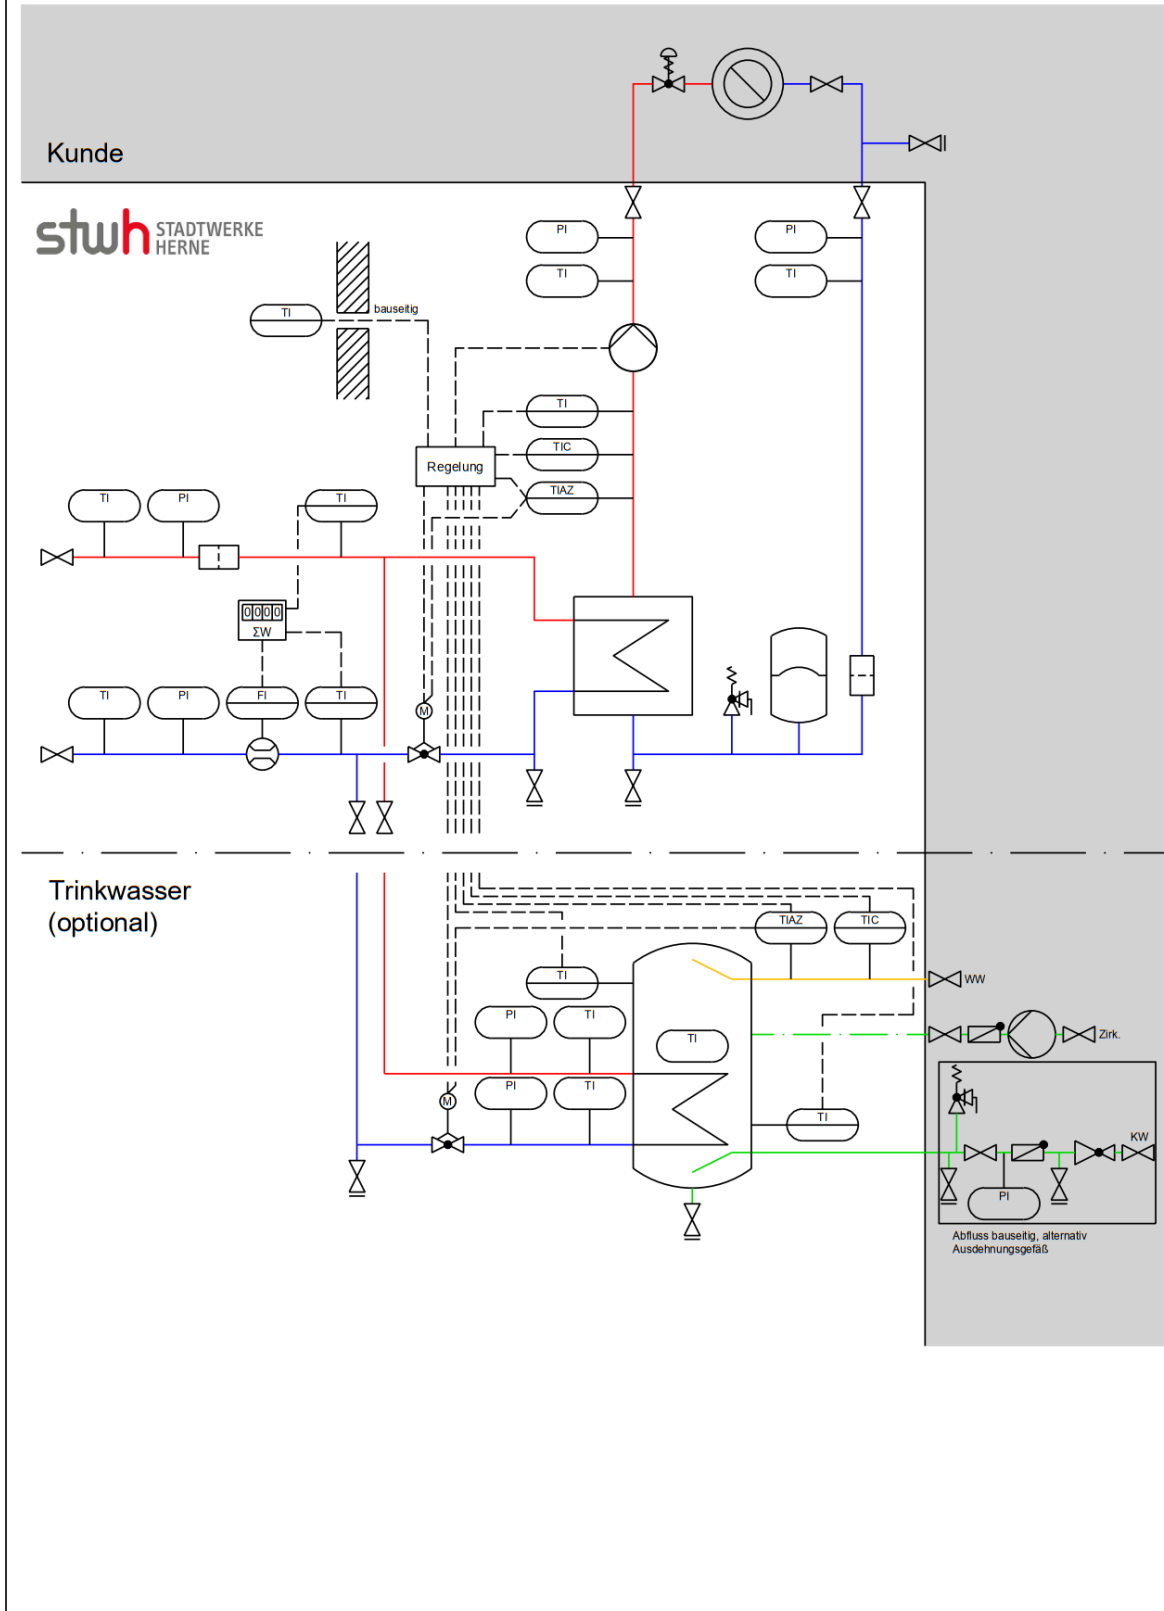 Kunde
stwh STADTWERKE
HERNE
PI
PI
TI
TI
TI
bauseitig
TI
TIC
Regelung
TIAZ
TI
PI
TI
0000
ΣW
TI
PI
FI
TI
M
Trinkwasser
(optional)
TIAZ
TIC
TI
WW
PI
TI
TI
Zirk.
PI
TI
M
TI
KW
PI
Abfluss bauseitig, alternativ
Ausdehnungsgefäß